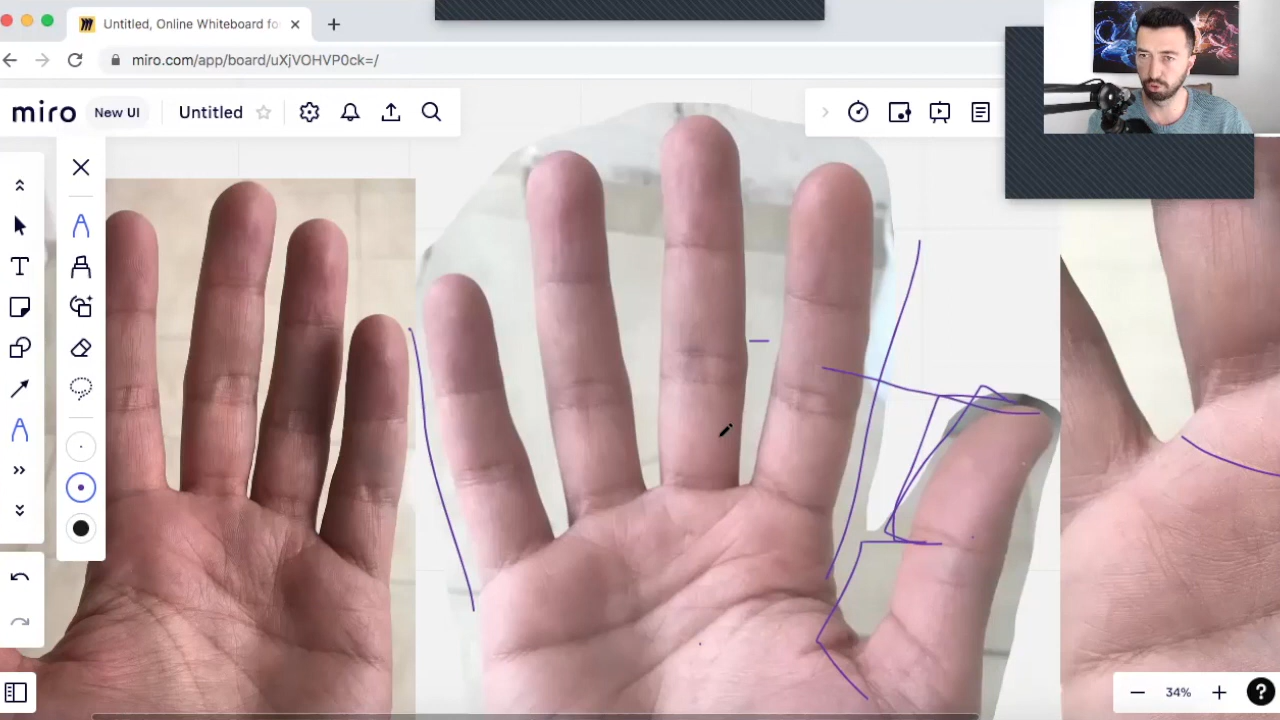 Untitled, Online Whiteboard fo
miro.com/app/board/uXjVOHVP0ck=/
miro
New UI
Untitled
T
34%
?